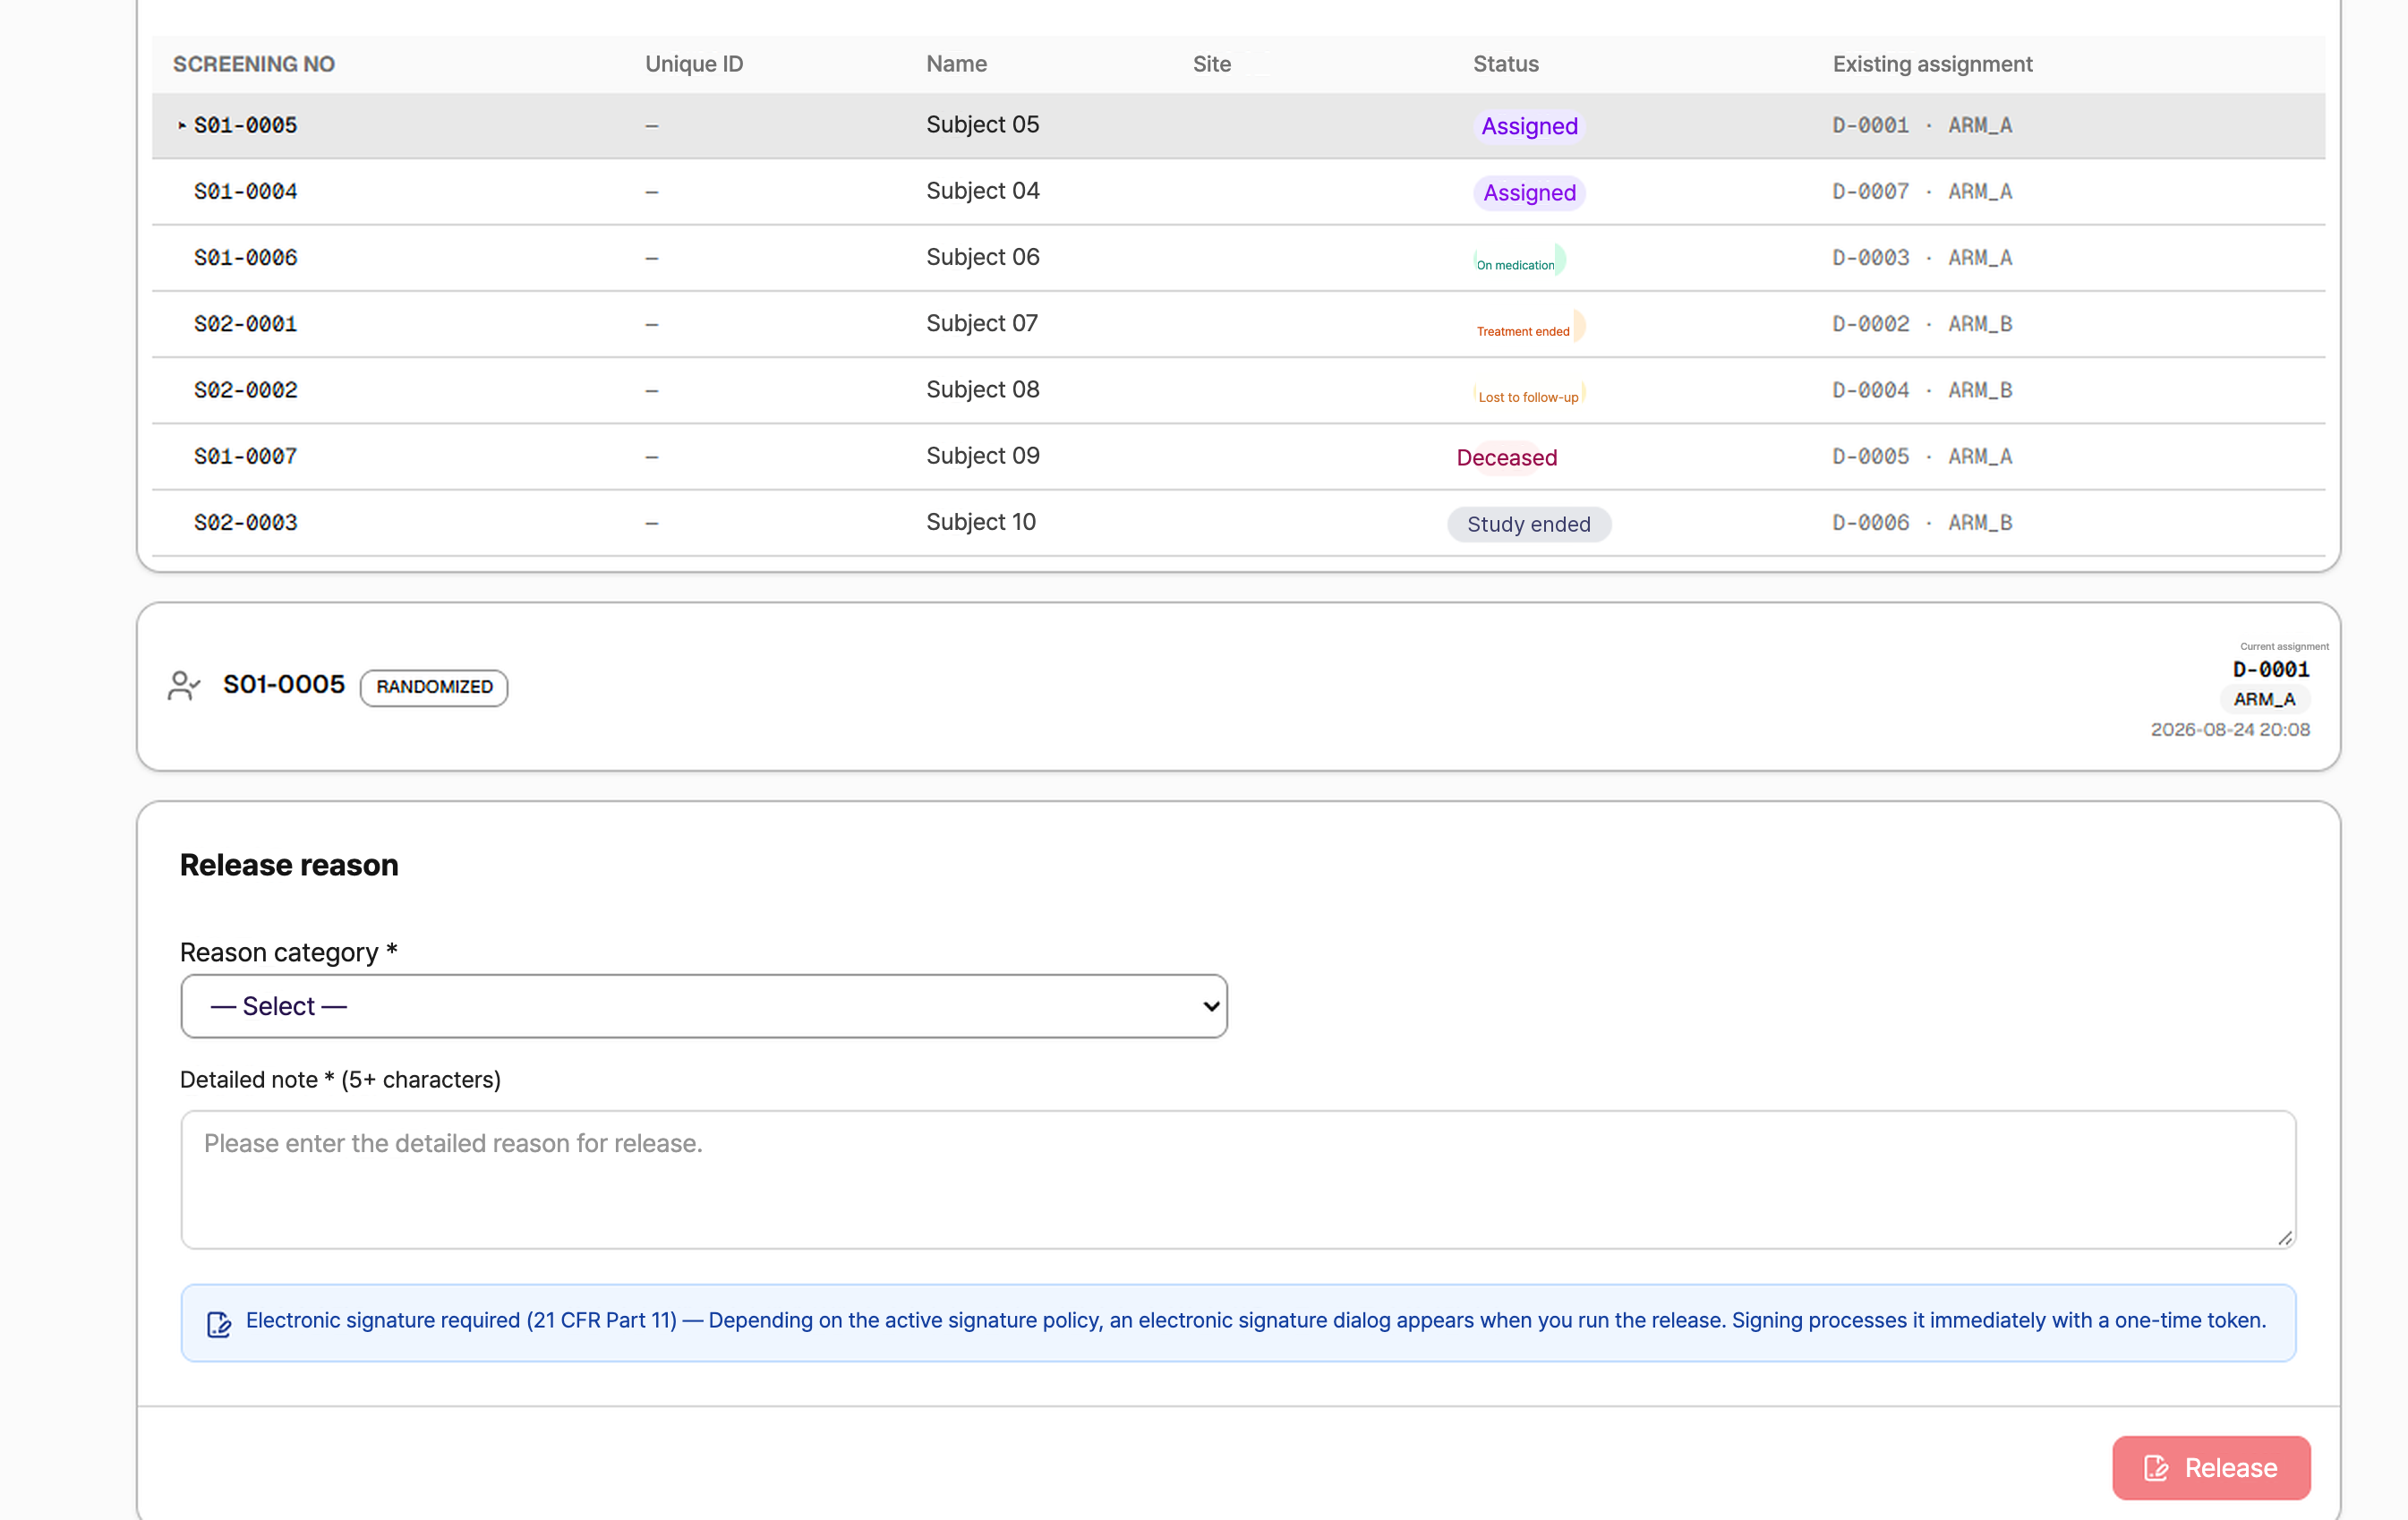 SCREENING NO Unique ID Name Site Status Existing assignment
S01-0005 – Subject 05 Assigned D-0001 · ARM_A
S01-0004 – Subject 04 Assigned D-0007 · ARM_A
S01-0006 – Subject 06 On medication D-0003 · ARM_A
S02-0001 – Subject 07 Treatment ended D-0002 · ARM_B
S02-0002 – Subject 08 Lost to follow-up D-0004 · ARM_B
S01-0007 – Subject 09 Deceased D-0005 · ARM_A
S02-0003 – Subject 10 Study ended D-0006 · ARM_B
S01-0005 RANDOMIZED
Current assignment
D-0001
ARM_A
2026-08-24 20:08
Release reason
Reason category *
— Select —
Detailed note * (5+ characters)
Please enter the detailed reason for release.
Electronic signature required (21 CFR Part 11) — Depending on the active signature policy, an electronic signature dialog appears when you run the release. Signing processes it immediately with a one-time token.
Release